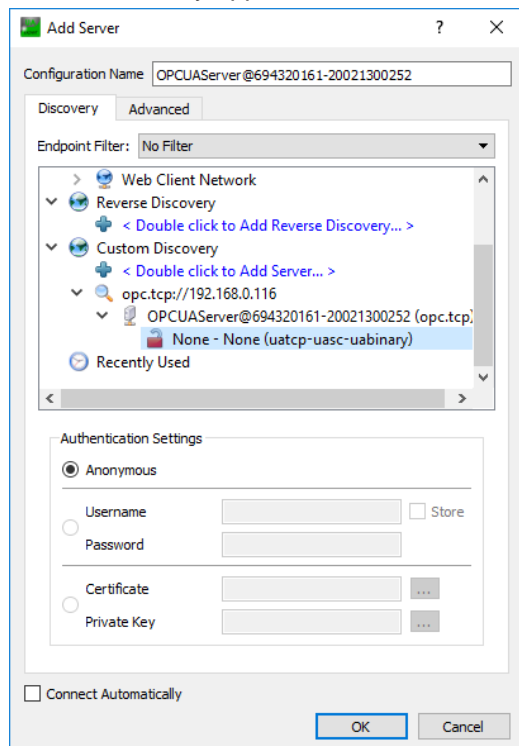 Add Server ? ×
Configuration Name OPCUAServer@694320161-20021300252
Discovery Advanced
Endpoint Filter: No Filter
Web Client Network
Reverse Discovery
< Double click to Add Reverse Discovery... >
Custom Discovery
< Double click to Add Server... >
opc.tcp://192.168.0.116
OPCUAServer@694320161-20021300252 (opc.tcp)
None - None (uatcp-uasc-uabinary)
Recently Used
Authentication Settings
Anonymous
Username Store
Password
Certificate ...
Private Key ...
Connect Automatically
OK Cancel